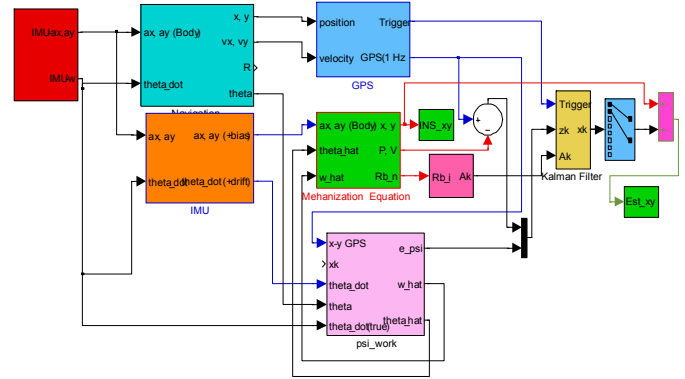 IMU:ax,ay
IMU:w
ax, ay (Body)
theta_dot
x, y
vx, vy
R
theta
position
velocity
Trigger
GPS(1 Hz
GPS
ax, ay
theta_dot
ax, ay (+bias)
theta_dot (+drift)
IMU
ax, ay (Body)
theta_hat
w_hat
x, y
P, V
Rb_n
Mehanization Equation
INS_xy
+
−
Rb_i
Ak
Trigger
zk
Ak
xk
Kalman Filter
+
+
Est_xy
x-y GPS
xk
theta_dot
theta
theta_dot(true)
e_psi
w_hat
theta_hat
psi_work